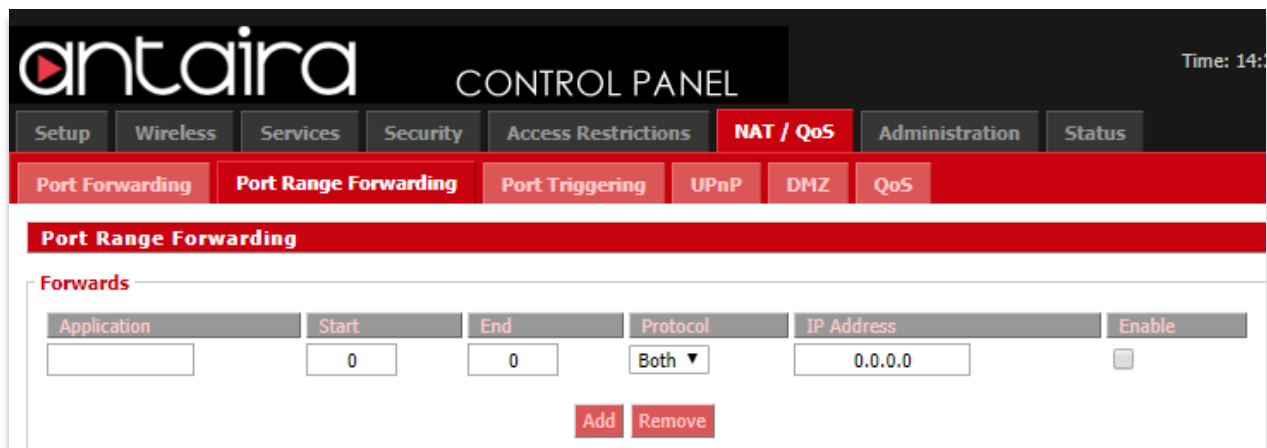 antaira CONTROL PANEL
Time: 14:
Setup Wireless Services Security Access Restrictions NAT / QoS Administration Status
Port Forwarding Port Range Forwarding Port Triggering UPnP DMZ QoS
Port Range Forwarding
Forwards
Application Start End Protocol IP Address Enable
0 0 Both 0.0.0.0
Add Remove